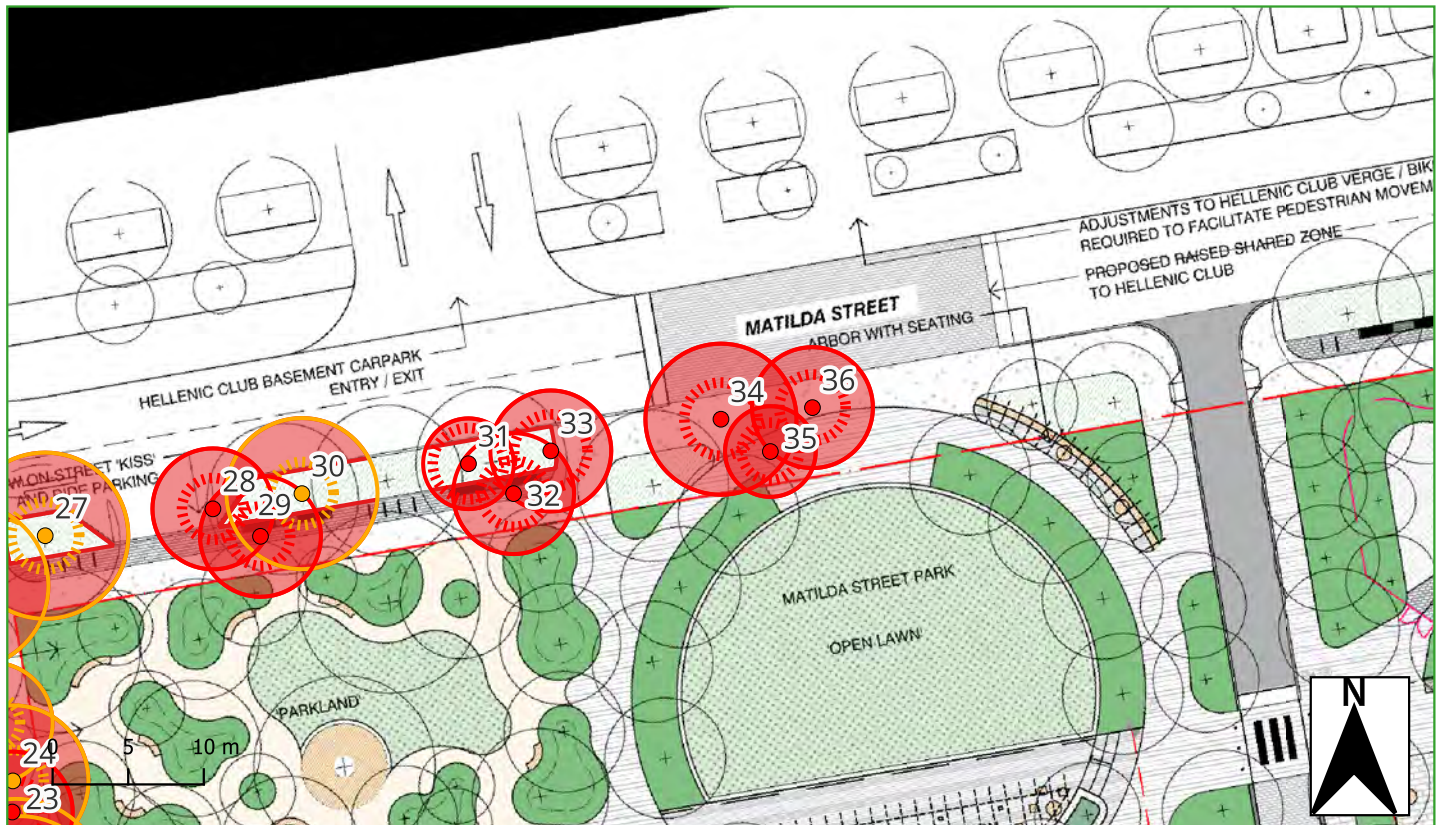 ADJUSTMENTS TO HELLENIC CLUB VERGE / BIK
REQUIRED TO FACILITATE PEDESTRIAN MOVEM
PROPOSED RAISED SHARED ZONE
TO HELLENIC CLUB
MATILDA STREET
ARBOR WITH SEATING
HELLENIC CLUB BASEMENT CARPARK
ENTRY / EXIT
ON-STREET 'KISS'
AND RIDE PARKING
36
34
35
33
31
32
30
28
29
27
MATILDA STREET PARK
'OPEN LAWN'
'PARKLAND'
24
23
0 5 10 m
N